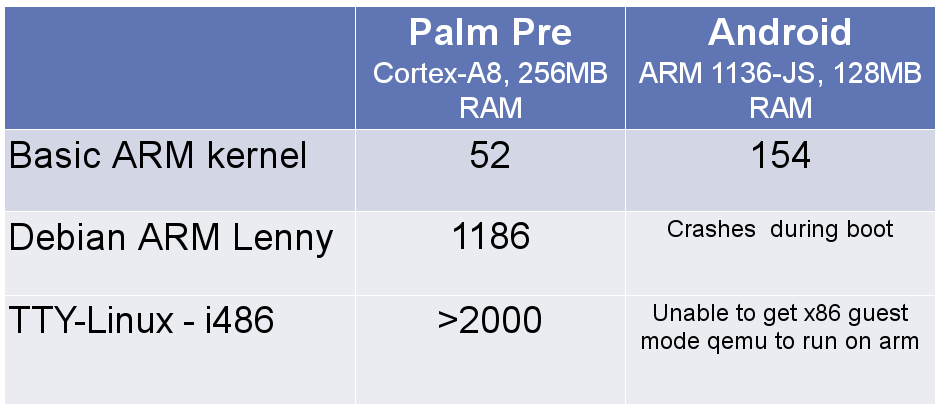 Palm Pre
Cortex-A8, 256MB
RAM
Android
ARM 1136-JS, 128MB
RAM
Basic ARM kernel
52
154
Debian ARM Lenny
1186
Crashes during boot
TTY-Linux - i486
>2000
Unable to get x86 guest
mode qemu to run on arm